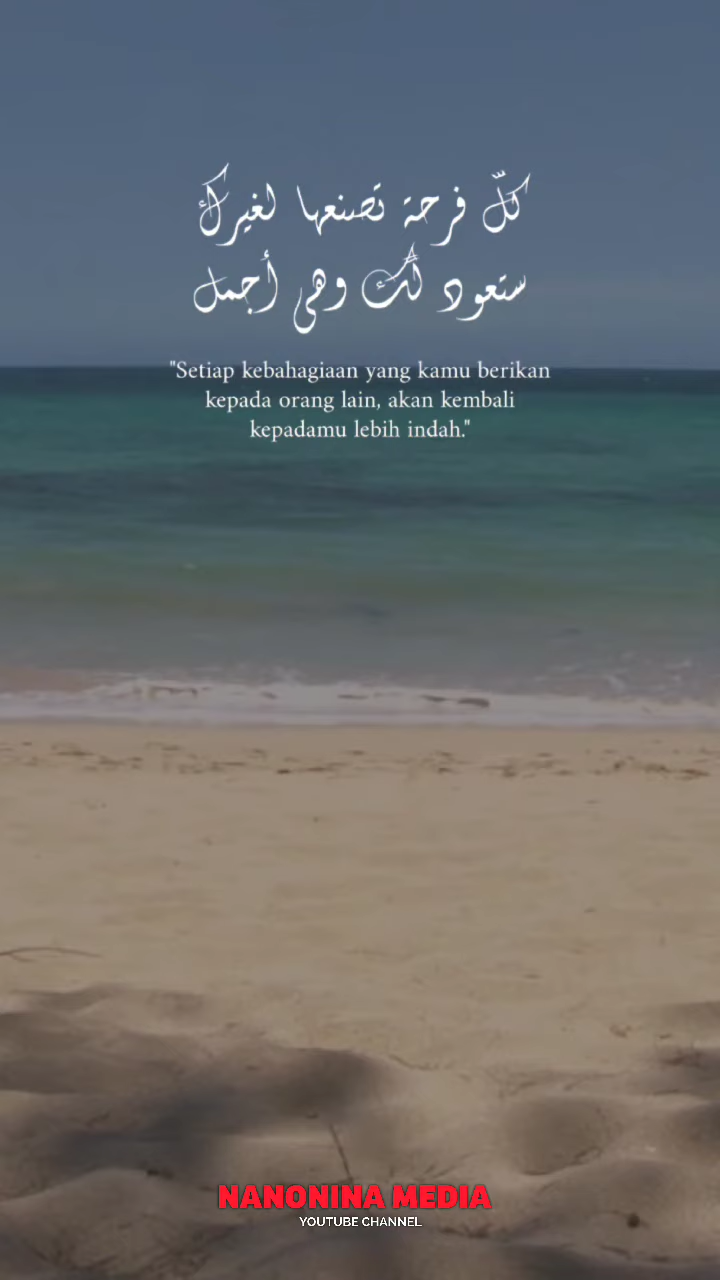 كلّ فرحة تصنعها لغيرك
ستعود لك وهي أجمل
"Setiap kebahagiaan yang kamu berikan
kepada orang lain, akan kembali
kepadamu lebih indah."
NANONINA MEDIA
YOUTUBE CHANNEL